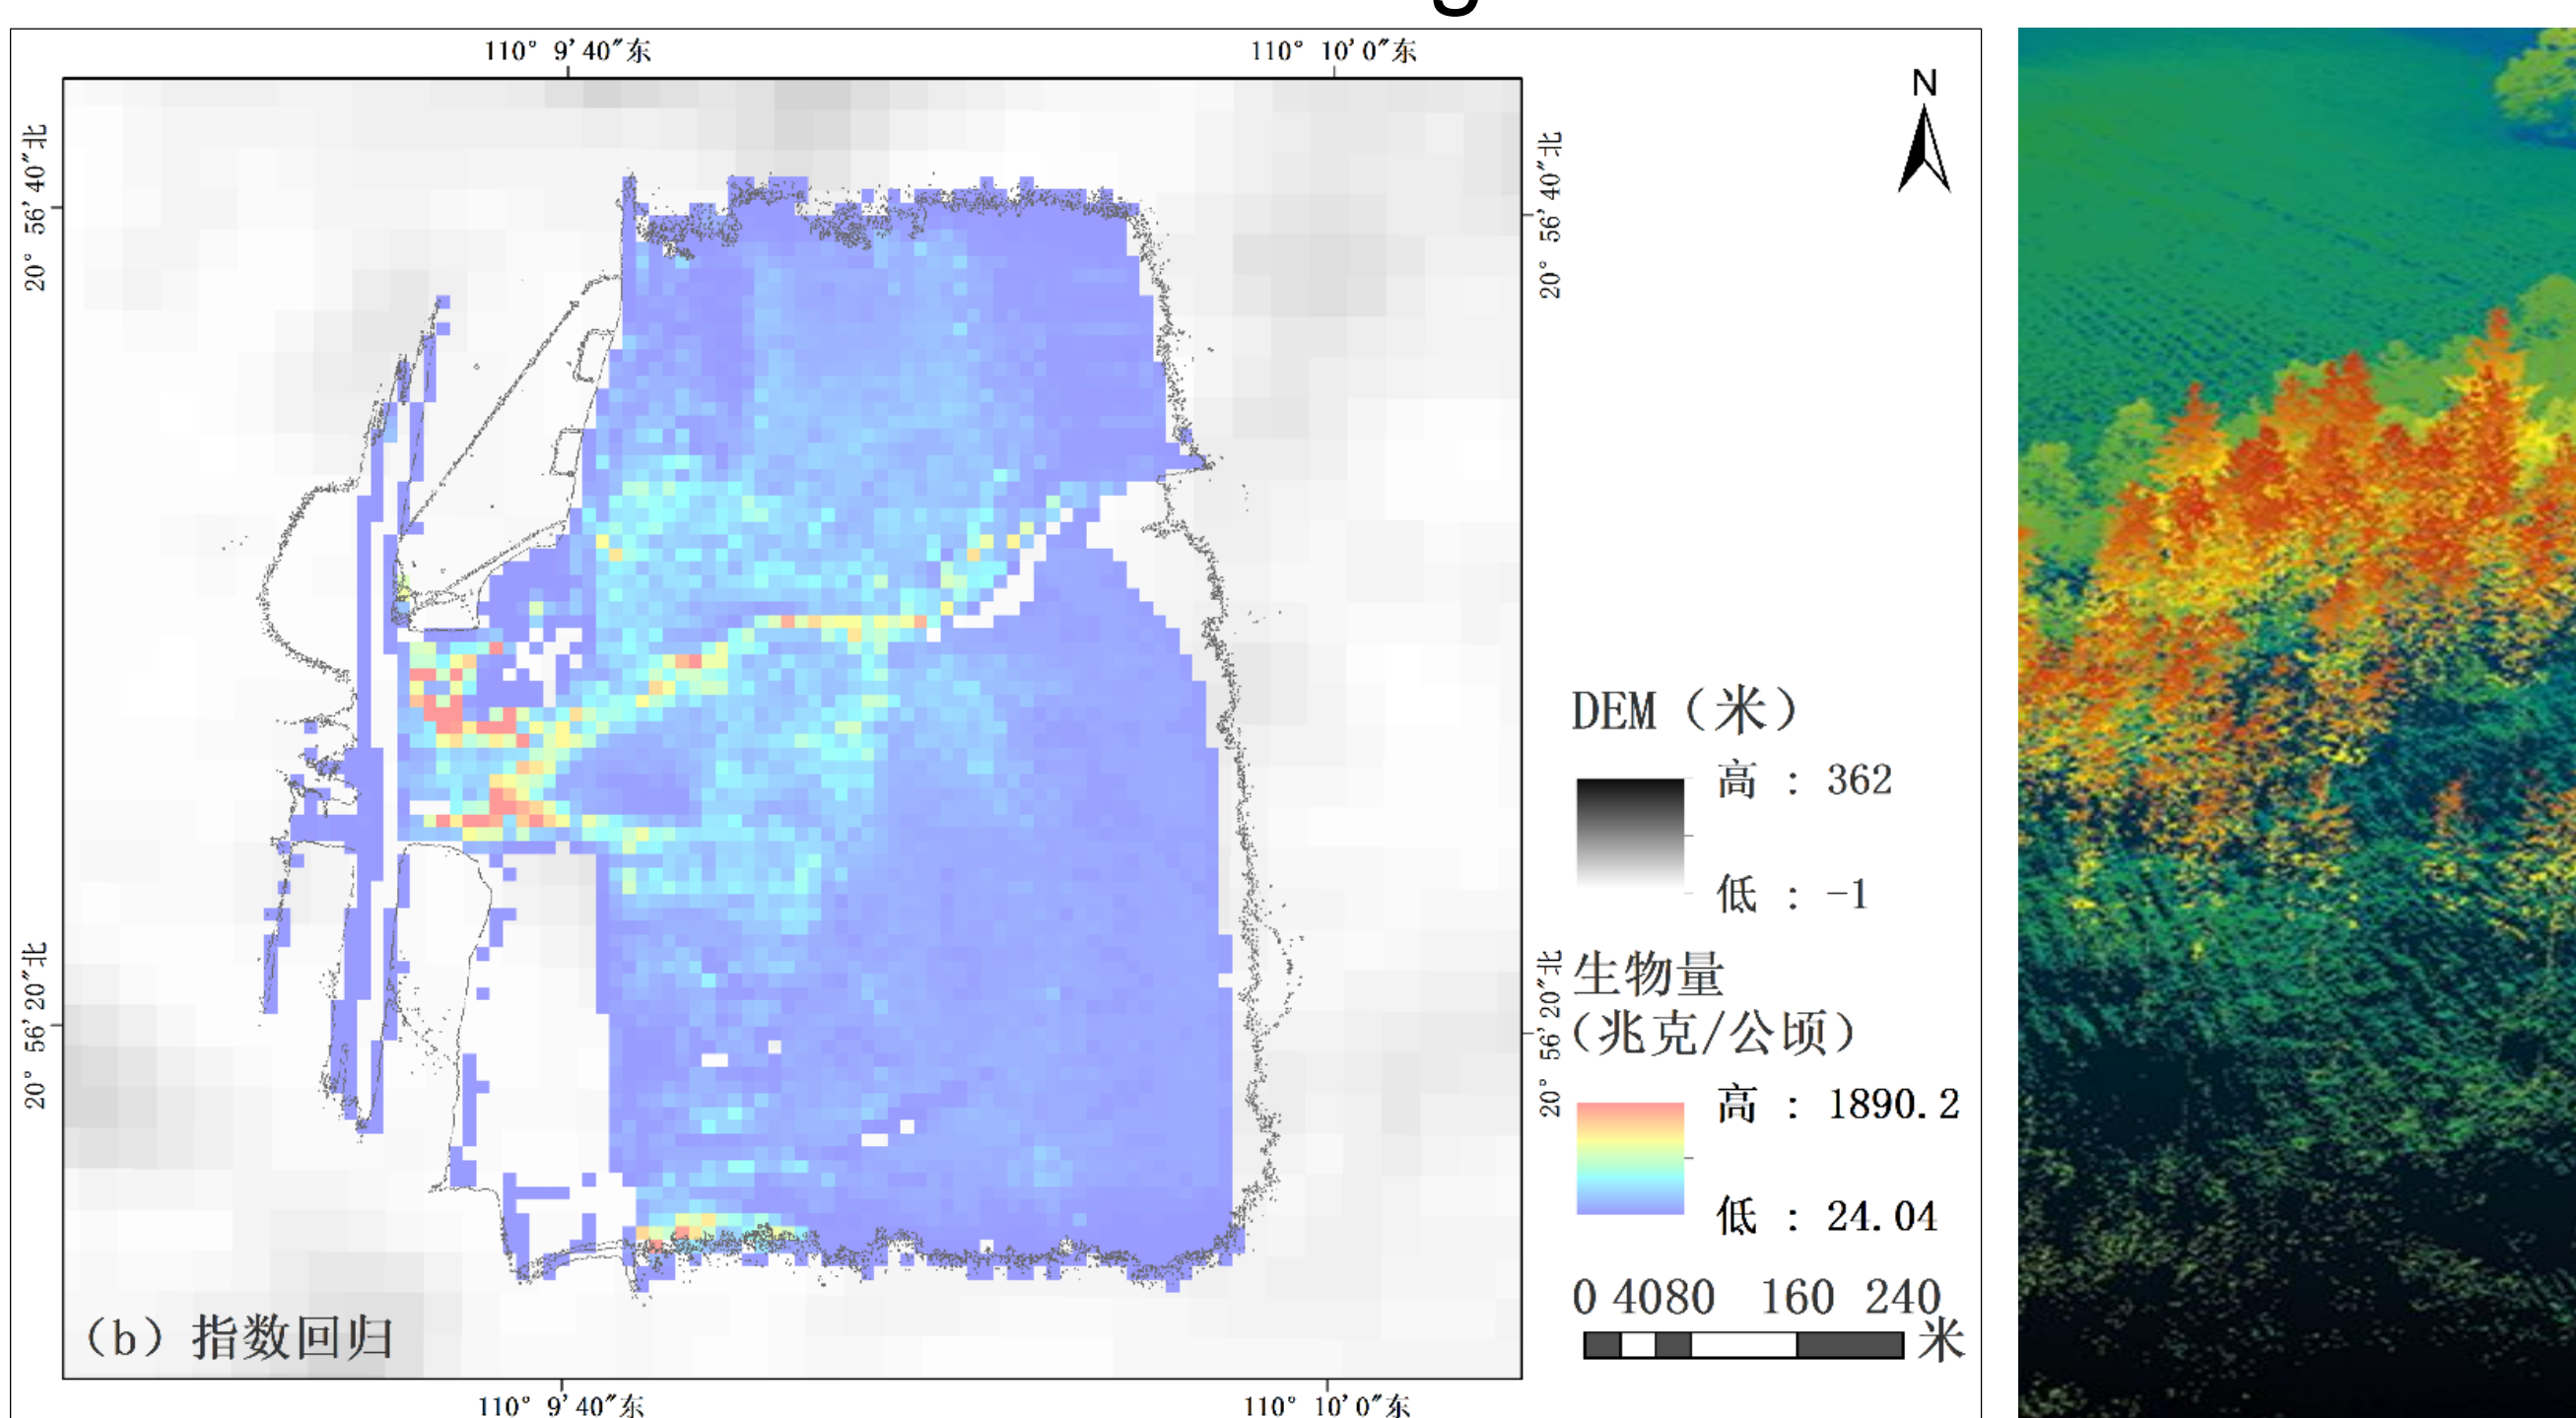 g
110° 9′40″东
110° 10′0″东
N
20° 56′40″北
20° 56′40″北
DEM（米）
高 : 362
低 : -1
20° 56′20″北
20° 56′20″北
生物量
（兆克/公顷）
高 : 1890.2
低 : 24.04
0 4080 160 240
米
（b）指数回归
110° 9′40″东
110° 10′0″东